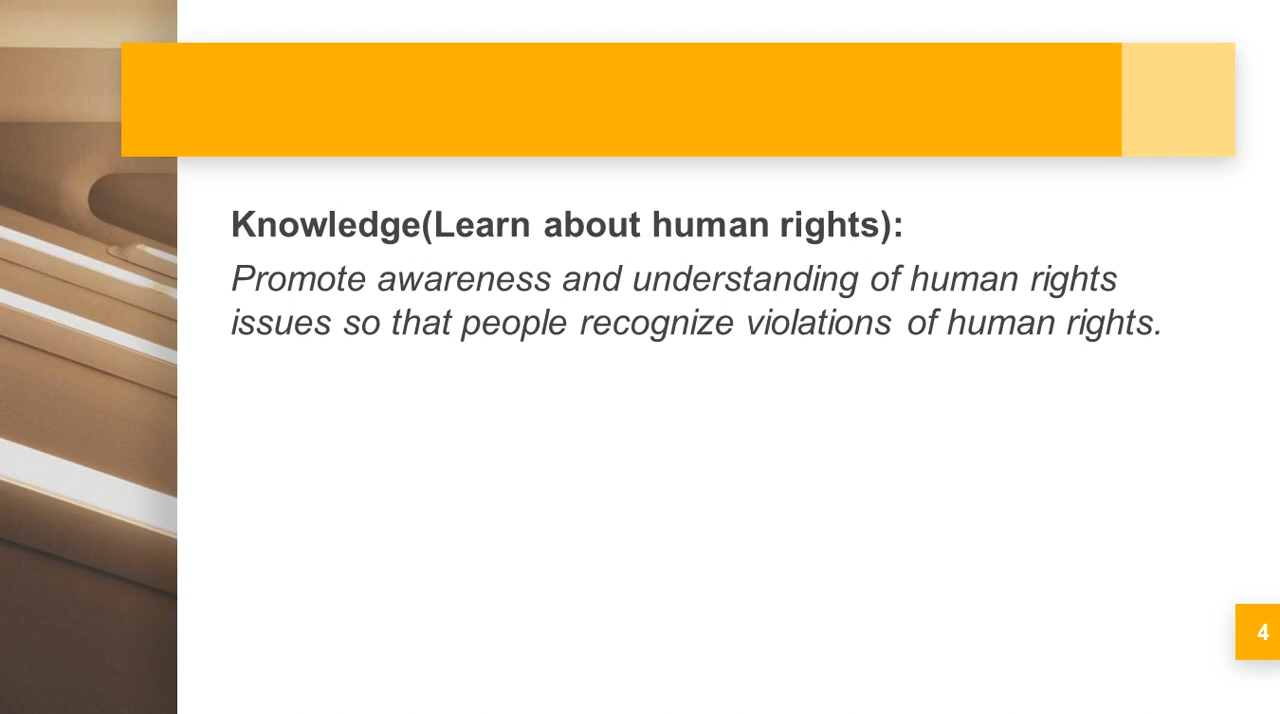 Knowledge(Learn about human rights):
Promote awareness and understanding of human rights
issues so that people recognize violations of human rights.
4